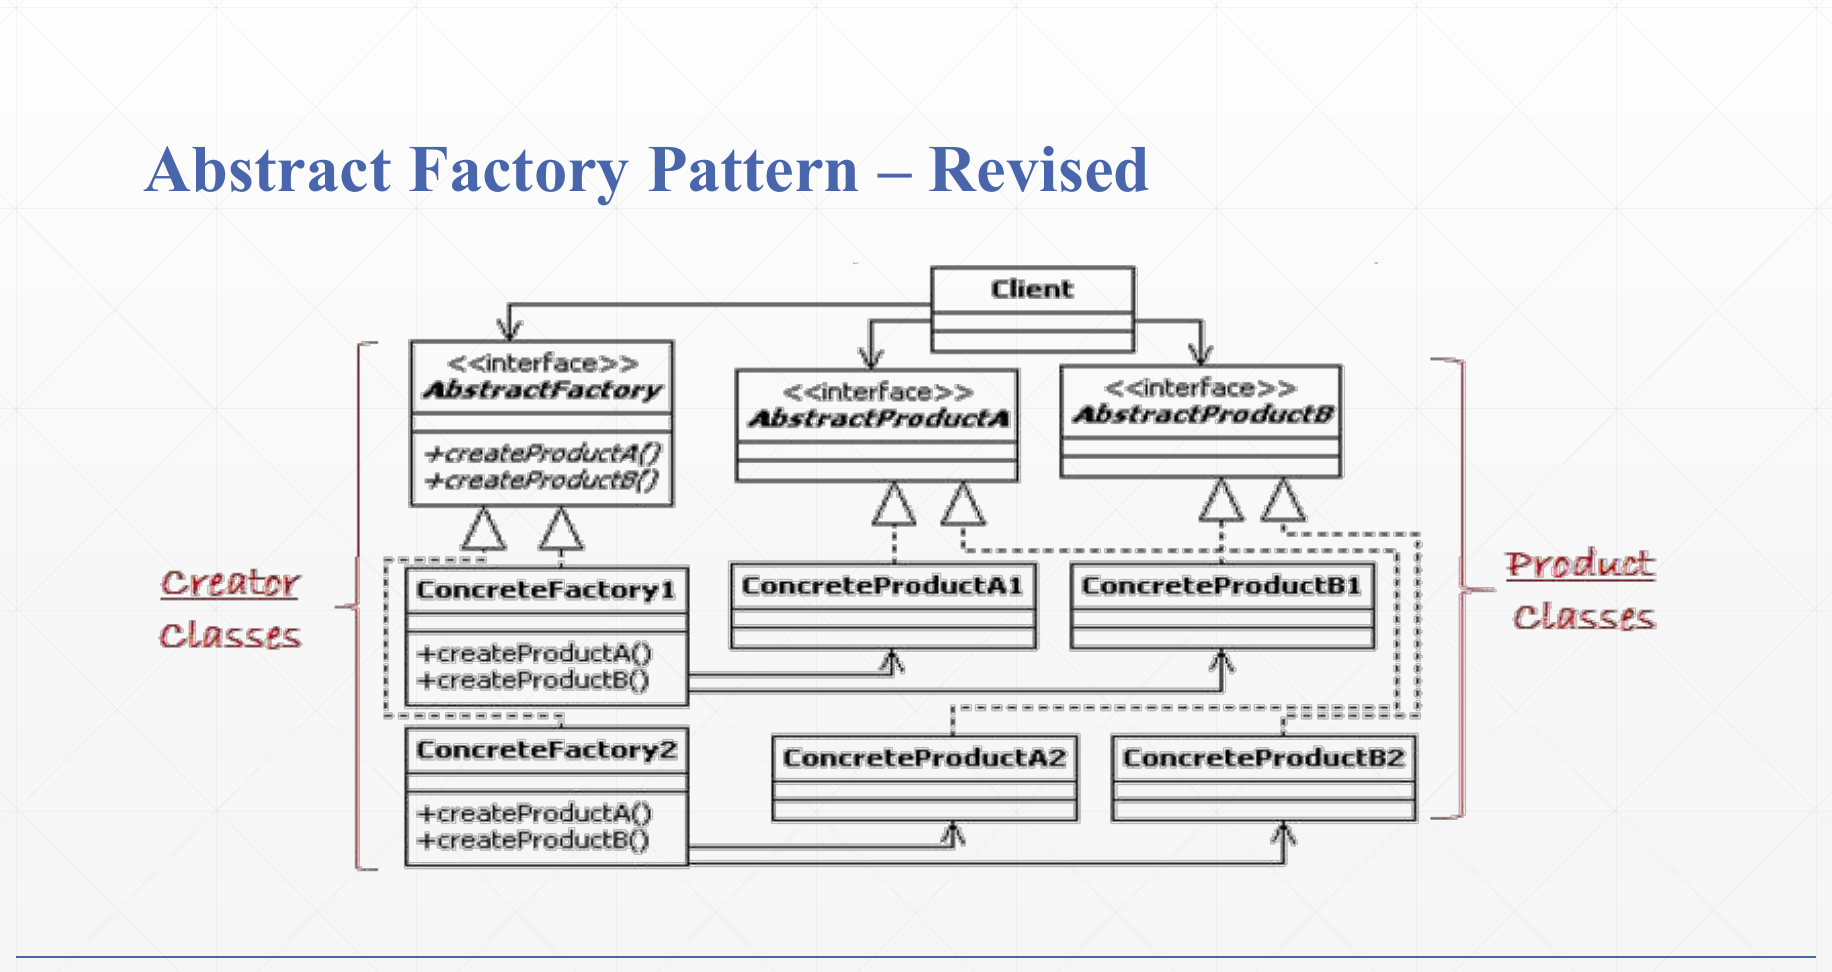 Abstract Factory Pattern – Revised
Client
<<interface>>
AbstractFactory
+createProductA()
+createProductB()
<<interface>>
AbstractProductA
<<interface>>
AbstractProductB
Creator
Classes
ConcreteFactory1
+createProductA()
+createProductB()
ConcreteProductA1
ConcreteProductB1
Product
Classes
ConcreteFactory2
+createProductA()
+createProductB()
ConcreteProductA2
ConcreteProductB2